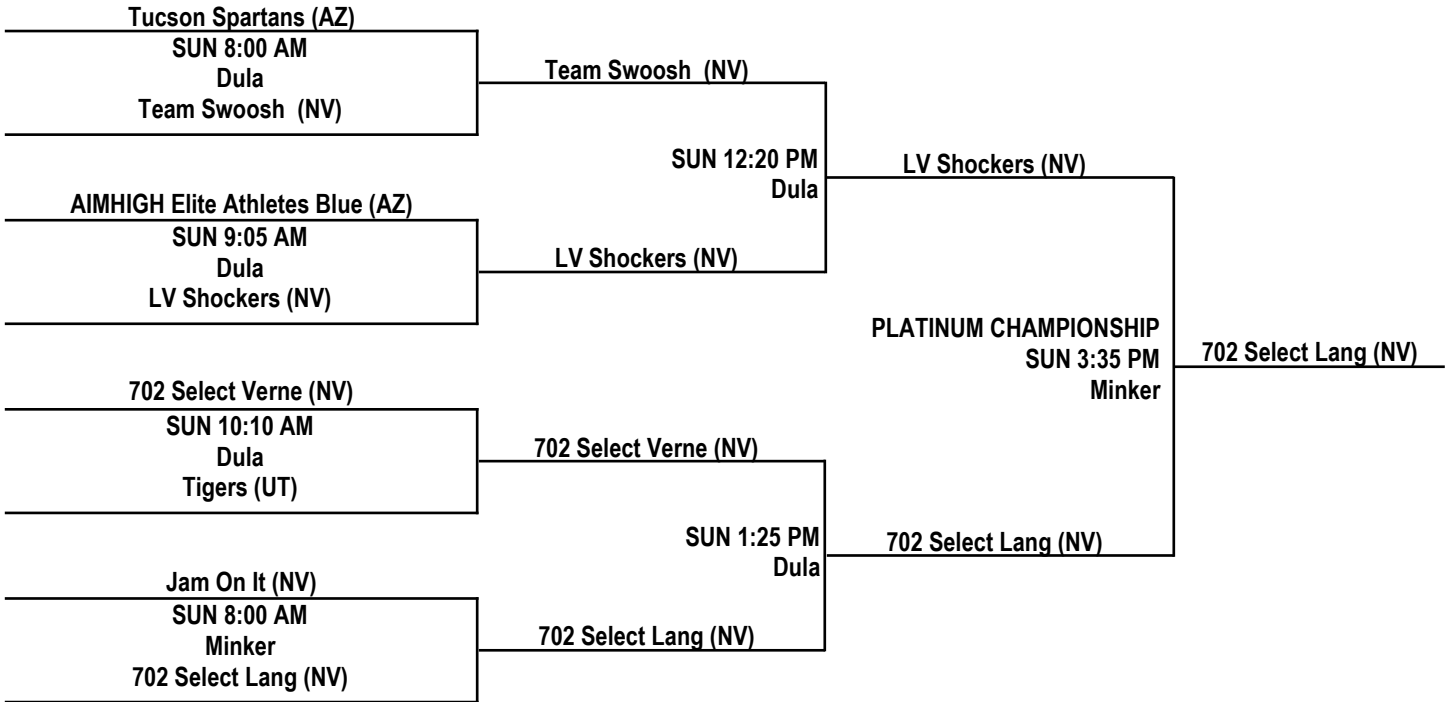 Tucson Spartans (AZ)
SUN 8:00 AM
Dula
Team Swoosh  (NV)
AIMHIGH Elite Athletes Blue (AZ)
SUN 9:05 AM
Dula
LV Shockers (NV)
702 Select Verne (NV)
SUN 10:10 AM
Dula
Tigers (UT)
Jam On It (NV)
SUN 8:00 AM
Minker
702 Select Lang (NV)
Team Swoosh  (NV)
SUN 12:20 PM
Dula
LV Shockers (NV)
702 Select Verne (NV)
SUN 1:25 PM
Dula
702 Select Lang (NV)
LV Shockers (NV)
PLATINUM CHAMPIONSHIP
SUN 3:35 PM
Minker
702 Select Lang (NV)
702 Select Lang (NV)